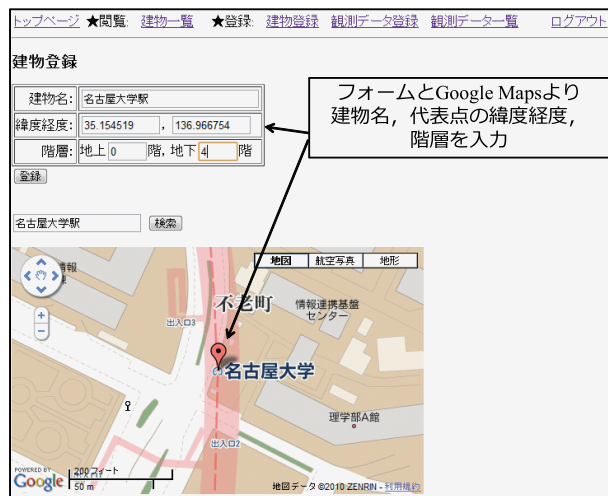 トップページ ★閲覧: 建物一覧 ★登録: 建物登録 観測データ登録 観測データ一覧 ログアウト
建物登録
建物名: 名古屋大学駅
緯度経度: 35.154519 , 136.966754
階層: 地上 0 階, 地下 4 階
登録
フォームとGoogle Mapsより
建物名，代表点の緯度経度，
階層を入力
名古屋大学駅 検索
地図 航空写真 地形
情報
不老町
情報連携基盤
センター
出入口3
名古屋大学
理学部A館
出入口2
POWERED BY
Google
200 フィート
50 m
地図データ ©2010 ZENRIN - 利用規約